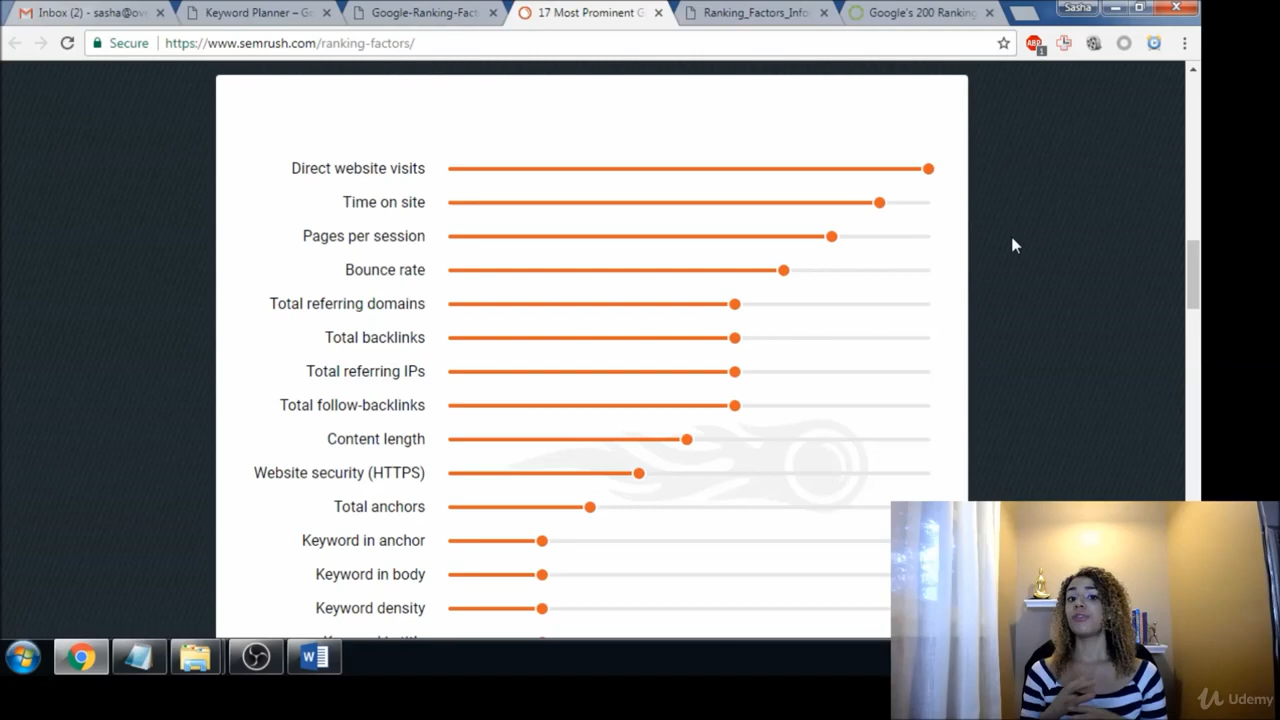 Inbox (2) - sasha@ov
Keyword Planner – G
Google-Ranking-Fact
17 Most Prominent G
Ranking_Factors_Info
Google's 200 Ranking
Sasha
Secure
https://www.semrush.com/ranking-factors/
ABP
1
Direct website visits
Time on site
Pages per session
Bounce rate
Total referring domains
Total backlinks
Total referring IPs
Total follow-backlinks
Content length
Website security (HTTPS)
Total anchors
Keyword in anchor
Keyword in body
Keyword density
Udemy